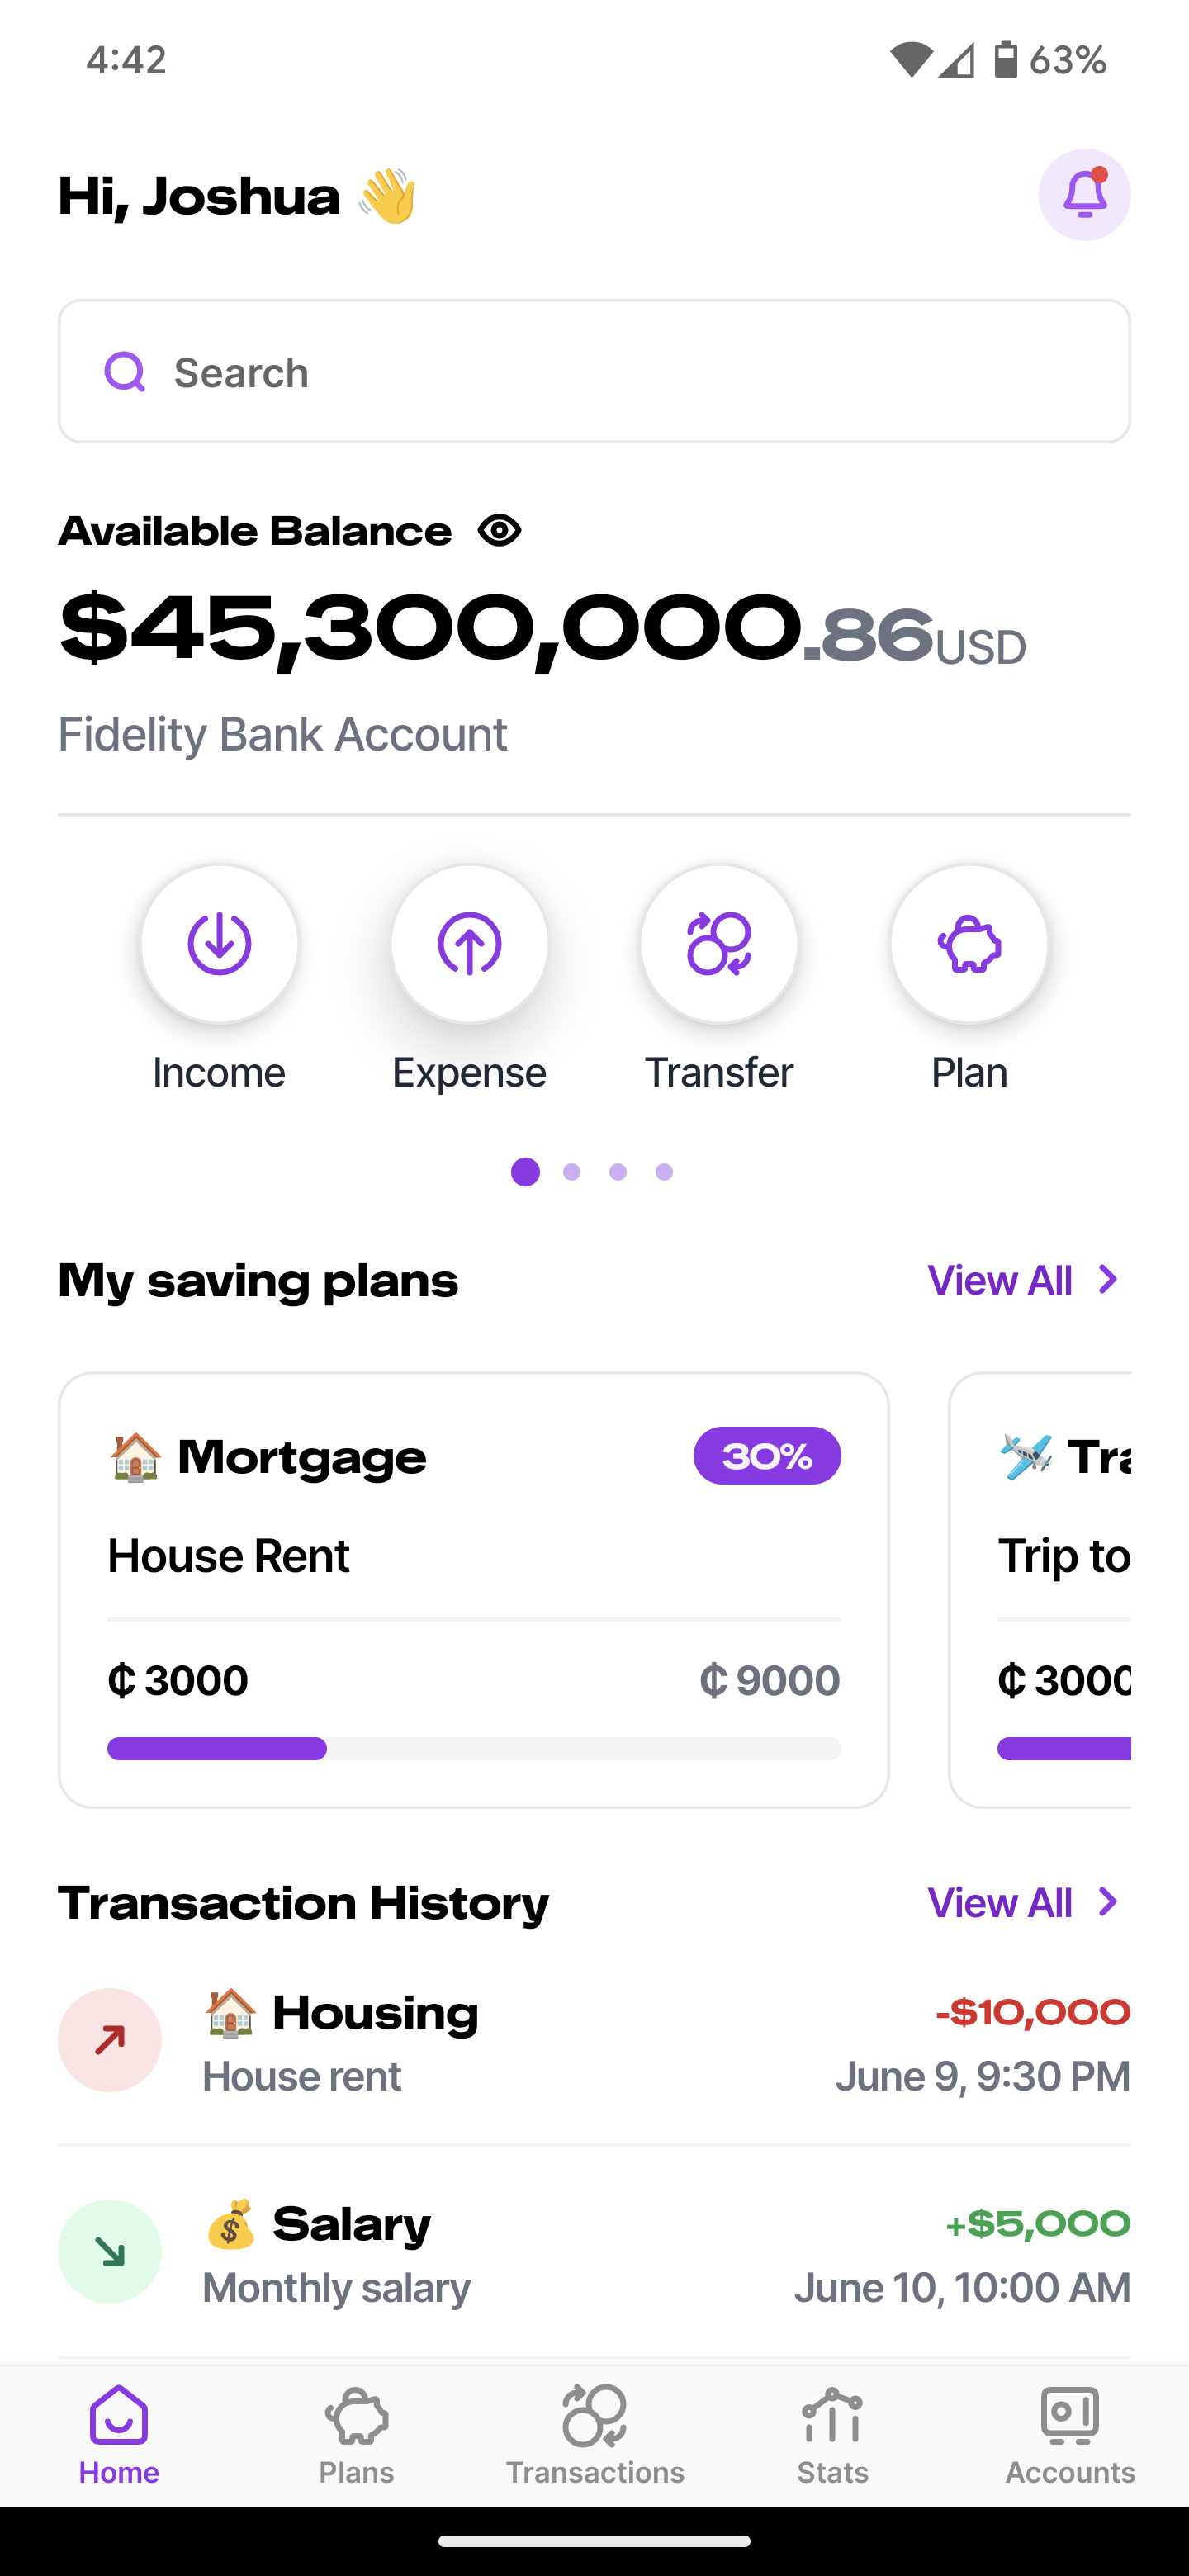 4:42
63%
Hi, Joshua 👋
Search
Available Balance
$45,300,000.86USD
Fidelity Bank Account
Income
Expense
Transfer
Plan
My saving plans
View All
🏠 Mortgage
30%
House Rent
₵ 3000
₵ 9000
🛩️ Tra
Trip to
₵ 3000
Transaction History
View All
🏠 Housing
-$10,000
House rent
June 9, 9:30 PM
💰 Salary
+$5,000
Monthly salary
June 10, 10:00 AM
Home
Plans
Transactions
Stats
Accounts